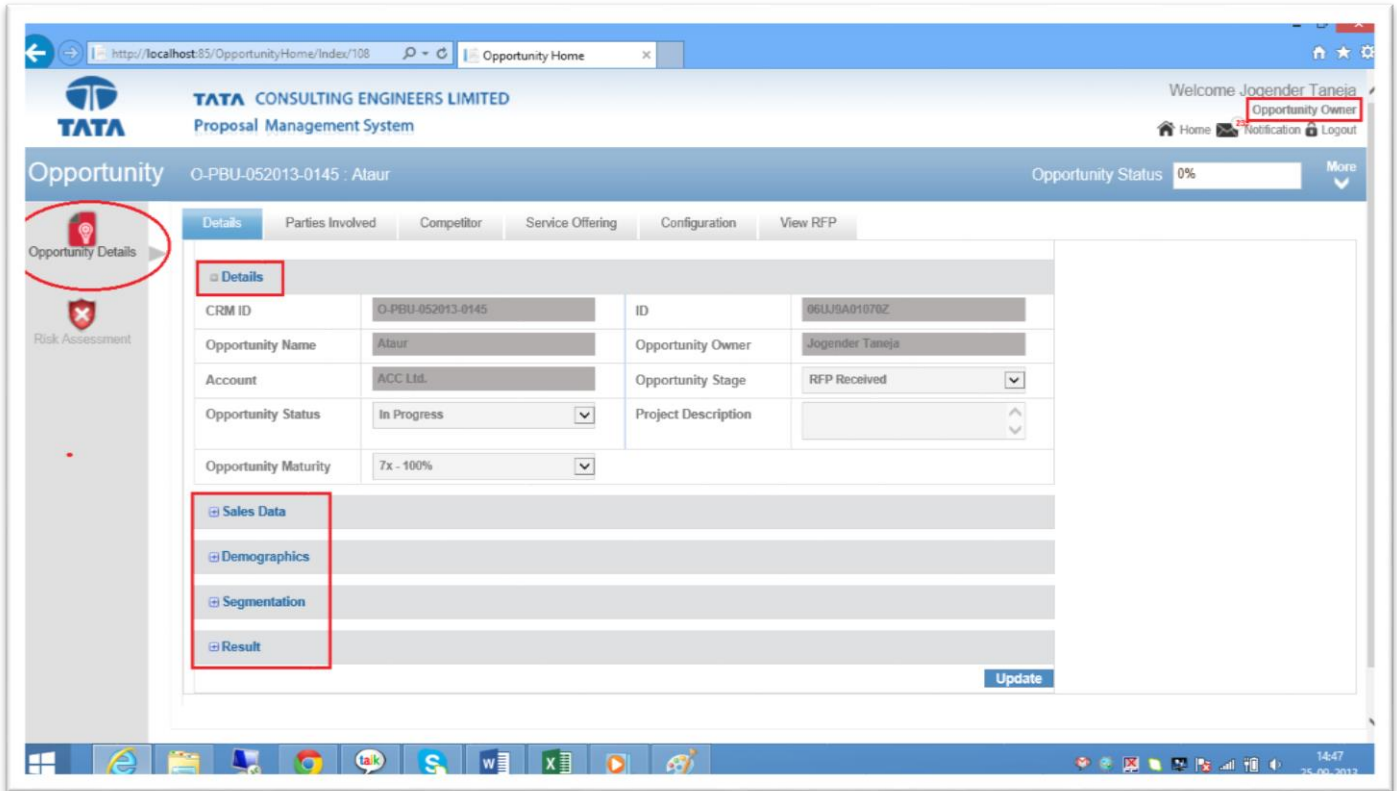 http://localhost:85/OpportunityHome/Index/108
Opportunity Home
TATA
TATA CONSULTING ENGINEERS LIMITED
Proposal Management System
Welcome Jogender Taneja
Opportunity Owner
Home Notification Logout
Opportunity O-PBU-052013-0145 : Ataur Opportunity Status 0% More
Opportunity Details
Risk Assessment
Details Parties Involved Competitor Service Offering Configuration View RFP
Details
CRM ID O-PBU-052013-0145 ID
Opportunity Name Ataur Opportunity Owner Jogender Taneja
Account ACC Ltd. Opportunity Stage RFP Received
Opportunity Status In Progress Project Description
Opportunity Maturity 7x - 100%
Sales Data
Demographics
Segmentation
Result
Update
talk
14:47
25-09-2013